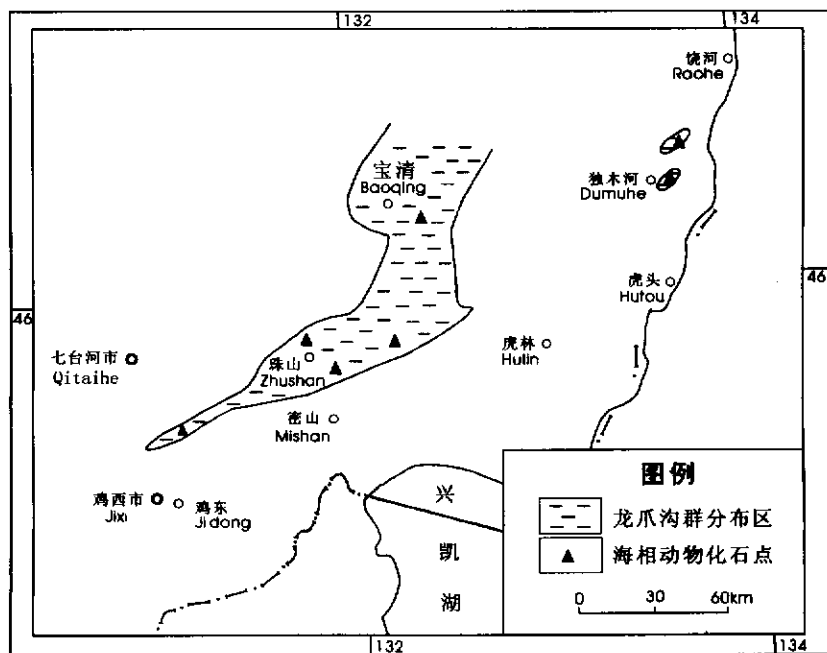 132
134
饶河
Raohe
宝清
Baoqing
独木河
Dumuhe
46
虎头
Hutou
46
七台河市
Qitaihe
珠山
Zhushan
虎林
Hulin
密山
Mishan
鸡西市
Jixi
鸡东
Jidong
兴
凯
湖
图例
龙爪沟群分布区
海相动物化石点
0 30 60km
132
134